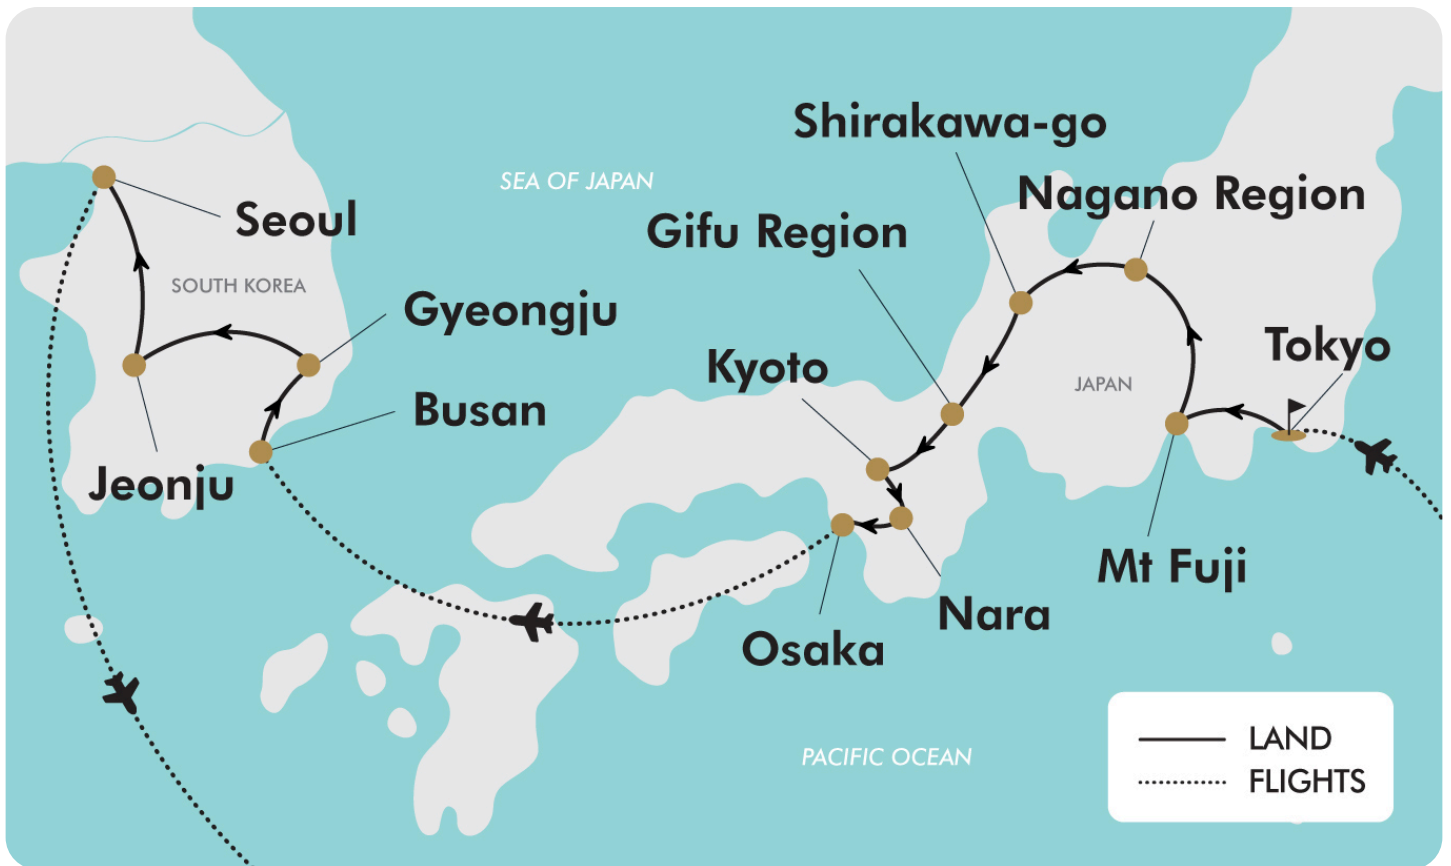 Shirakawa-go
SEA OF JAPAN
Nagano Region
Seoul
Gifu Region
SOUTH KOREA
Gyeongju
Tokyo
Kyoto
JAPAN
Busan
Jeonju
Mt Fuji
Nara
Osaka
PACIFIC OCEAN
LAND
FLIGHTS